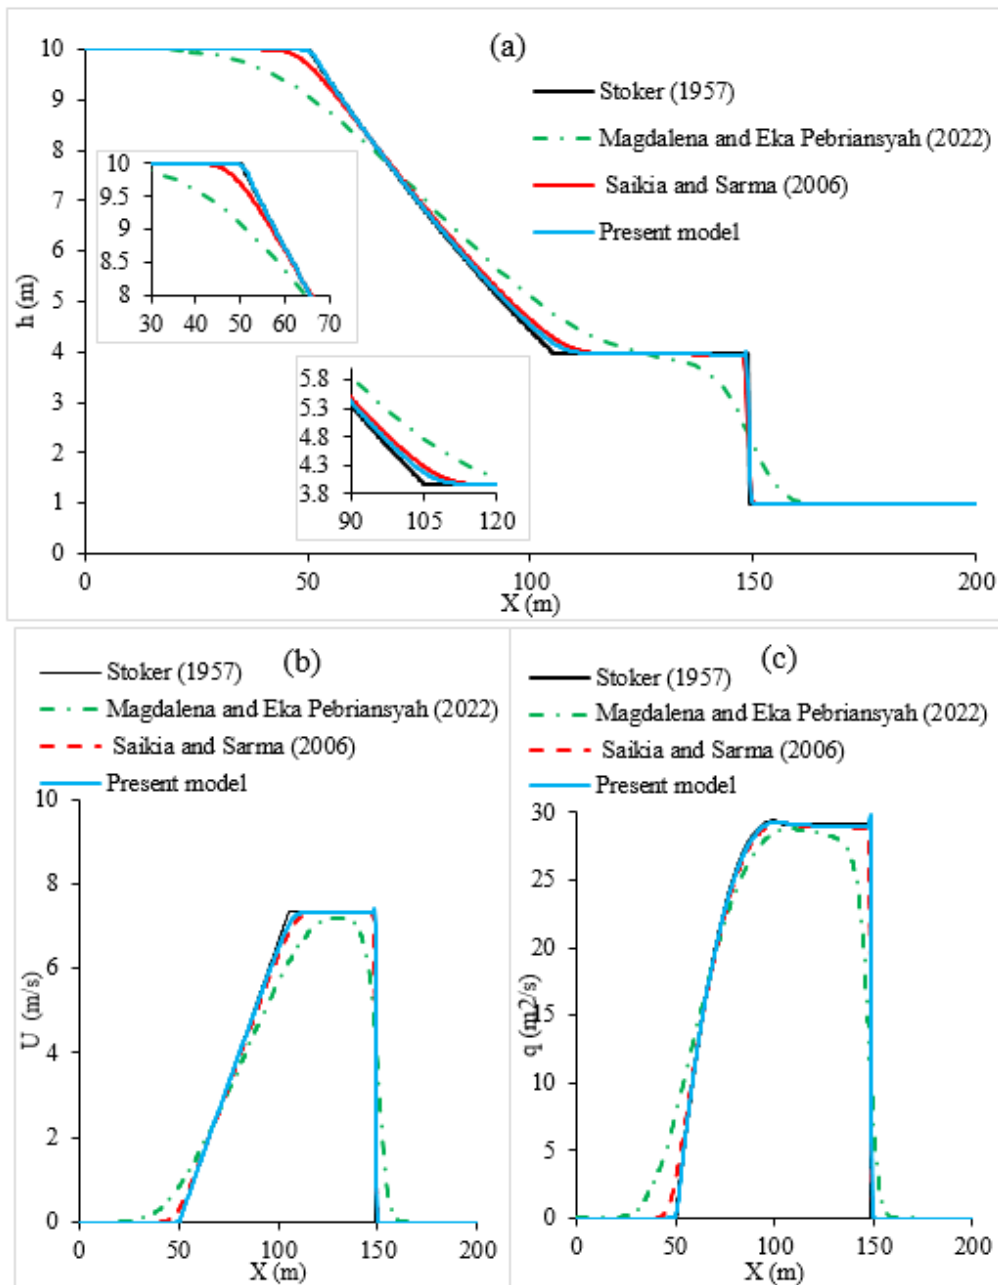 (a)
Stoker (1957)
Magdalena and Eka Pebriansyah (2022)
Saikia and Sarma (2006)
Present model
h (m)
10
9
8
7
6
5
4
3
2
1
0
10
9.5
9
8.5
8
30 40 50 60 70
5.8
5.3
4.8
4.3
3.8
90 105 120
0 50 100 150 200
X (m)
(b)
Stoker (1957)
Magdalena and Eka Pebriansyah (2022)
Saikia and Sarma (2006)
Present model
U (m/s)
10
8
6
4
2
0
0 50 100 150 200
X (m)
(c)
Stoker (1957)
Magdalena and Eka Pebriansyah (2022)
Saikia and Sarma (2006)
Present model
q (m2/s)
30
25
20
15
10
5
0
0 50 100 150 200
X (m)